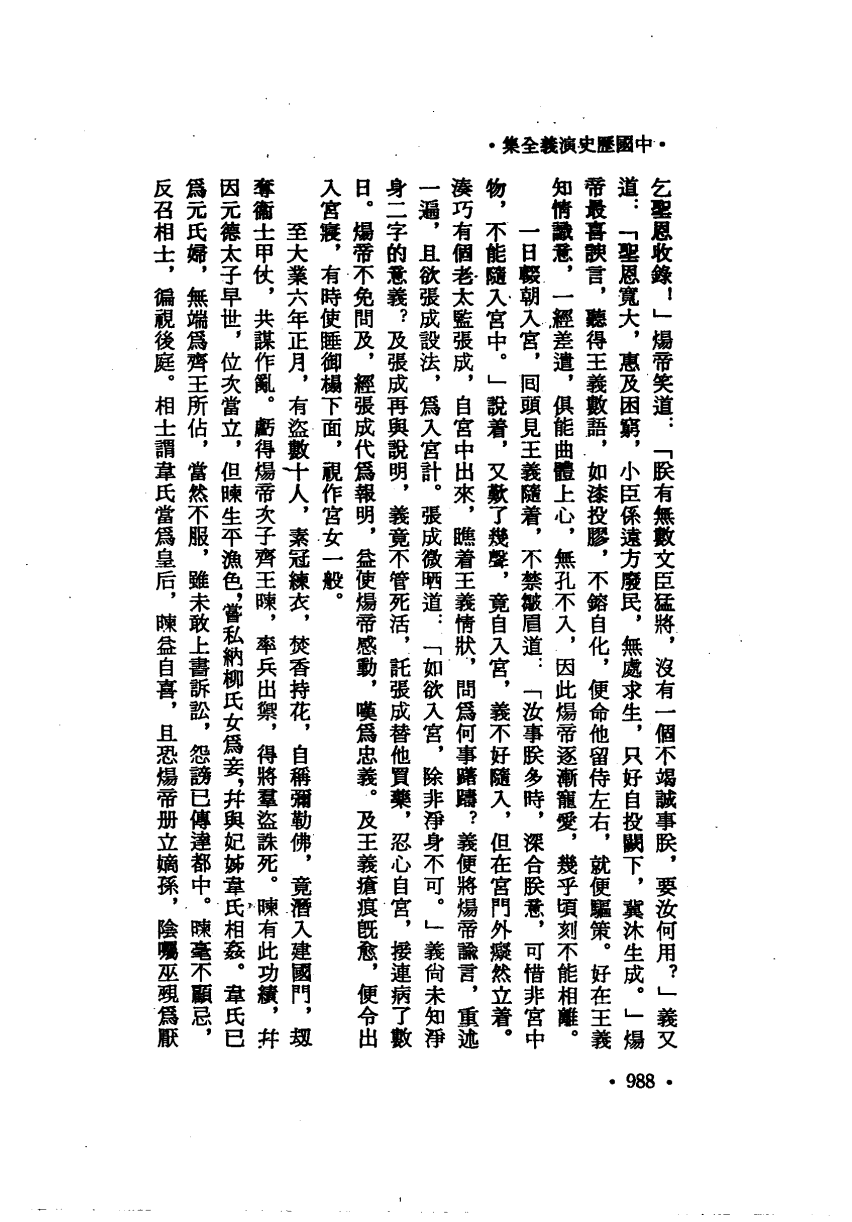 •中國歷史演義全集•
乞聖恩收錄！」煬帝笑道：「朕有無數文臣猛將，沒有一個不竭誠事朕，要汝何用？」義又
道：「聖恩寬大，惠及困窮，小臣係遠方廢民，無處求生，只好自投闕下，冀沐生成。」煬
帝最喜諛言，聽得王義數語，如漆投膠，不鎔自化，便命他留侍左右，就便驅策。好在王義
知情識意，一經差遣，俱能曲體上心，無孔不入，因此煬帝逐漸寵愛，幾乎頃刻不能相離。
一日輟朝入宮，囘頭見王義隨着，不禁皺眉道：「汝事朕多時，深合朕意，可惜非宮中
物，不能隨入宮中。」說着，又歎了幾聲，竟自入宮，義不好隨入，但在宮門外癡然立着。
湊巧有個老太監張成，自宮中出來，瞧着王義情狀，問爲何事躊躇？義便將煬帝諭言，重述
一遍，且欲張成設法，爲入宮計。張成微哂道：「如欲入宮，除非淨身不可。」義尙未知淨
身二字的意義？及張成再與說明，義竟不管死活，託張成替他買藥，忍心自宮，接連病了數
日。煬帝不免問及，經張成代爲報明，益使煬帝感動，嘆爲忠義。及王義瘡痕旣愈，便令出
入宮寢，有時使睡御榻下面，視作宮女一般。
至大業六年正月，有盜數十人，素冠練衣，焚香持花，自稱彌勒佛，竟潛入建國門，刼
奪衞士甲仗，共謀作亂。虧得煬帝次子齊王暕，率兵出禦，得將羣盜誅死。暕有此功績，幷
因元德太子早世，位次當立，但暕生平漁色，嘗私納柳氏女爲妾，幷與妃姊韋氏相姦。韋氏已
爲元氏婦，無端爲齊王所佔，當然不服，雖未敢上書訴訟，怨謗已傳達都中。暕毫不顧忌，
反召相士，徧視後庭。相士謂韋氏當爲皇后，暕益自喜，且恐煬帝册立嫡孫，陰囑巫覡爲厭
•988•